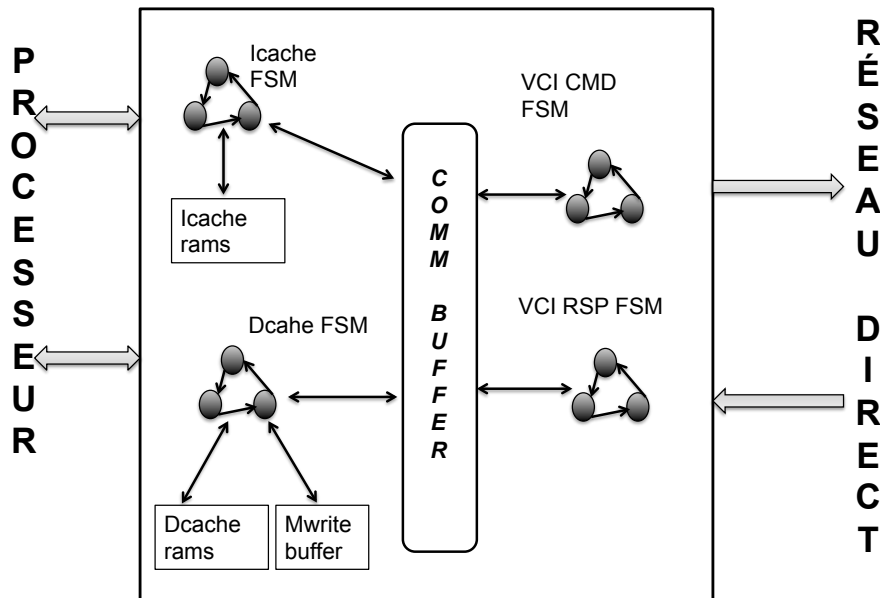 PROCESSEUR
Icache
FSM
Icache
rams
Dcahe FSM
Dcache
rams
Mwrite
buffer
COMM BUFFER
VCI CMD
FSM
VCI RSP FSM
RÉSEAU DIRECT